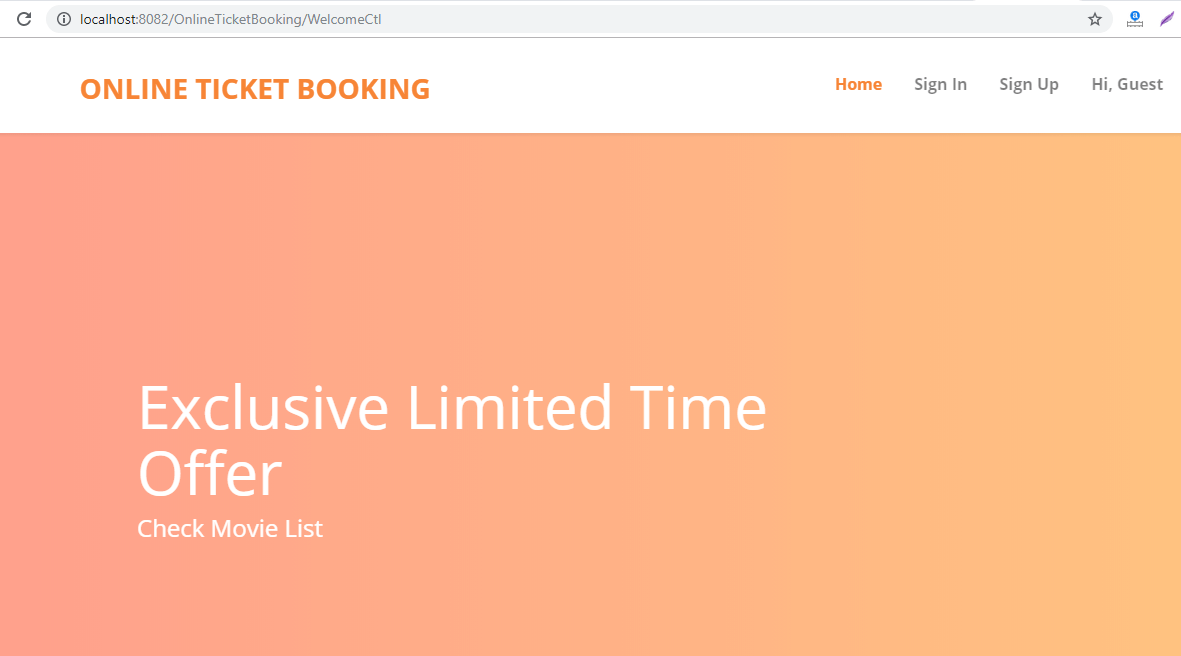 localhost:8082/OnlineTicketBooking/WelcomeCtl
ONLINE TICKET BOOKING
Home Sign In Sign Up Hi, Guest
Exclusive Limited Time
Offer
Check Movie List